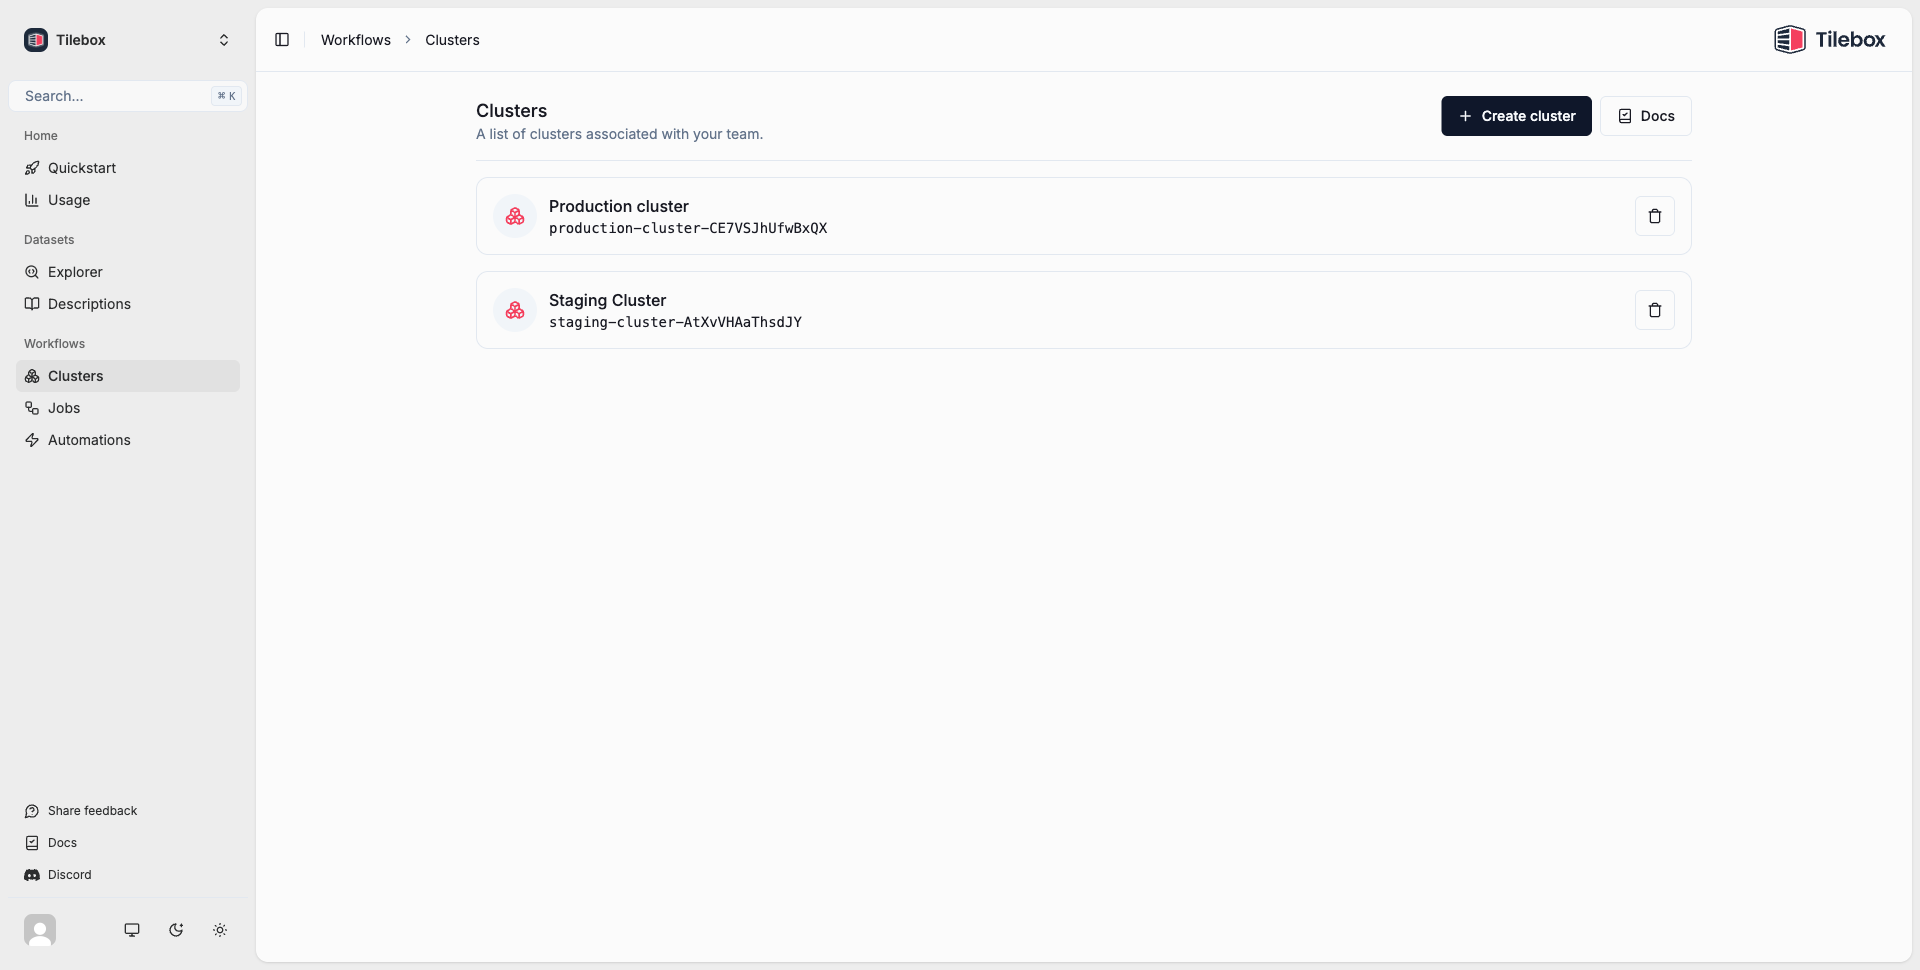 Tilebox
Search...
⌘ K
Home
Quickstart
Usage
Datasets
Explorer
Descriptions
Workflows
Clusters
Jobs
Automations
Share feedback
Docs
Discord
Workflows > Clusters
Tilebox
Clusters
A list of clusters associated with your team.
+ Create cluster
Docs
Production cluster
production-cluster-CE7VSJhUfwBxQX
Staging Cluster
staging-cluster-AtXvVHAaThsdJY